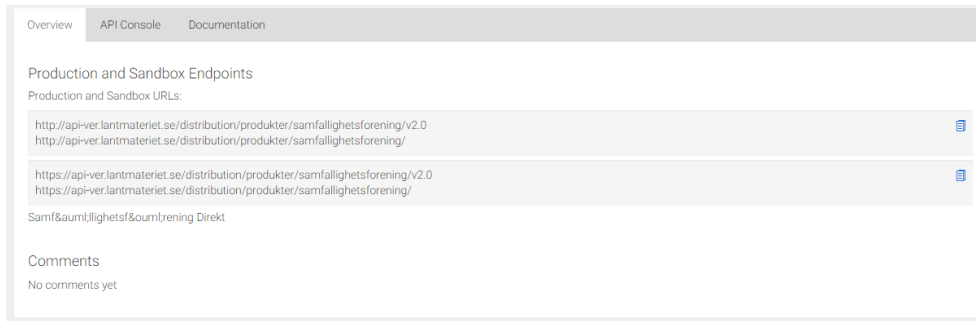 Overview API Console Documentation
Production and Sandbox Endpoints
Production and Sandbox URLs:
http://api-ver.lantmateriet.se/distribution/produkter/samfallighetsforening/v2.0
http://api-ver.lantmateriet.se/distribution/produkter/samfallighetsforening/
https://api-ver.lantmateriet.se/distribution/produkter/samfallighetsforening/v2.0
https://api-ver.lantmateriet.se/distribution/produkter/samfallighetsforening/
Samf&auml;llighetsf&ouml;rening Direkt
Comments
No comments yet